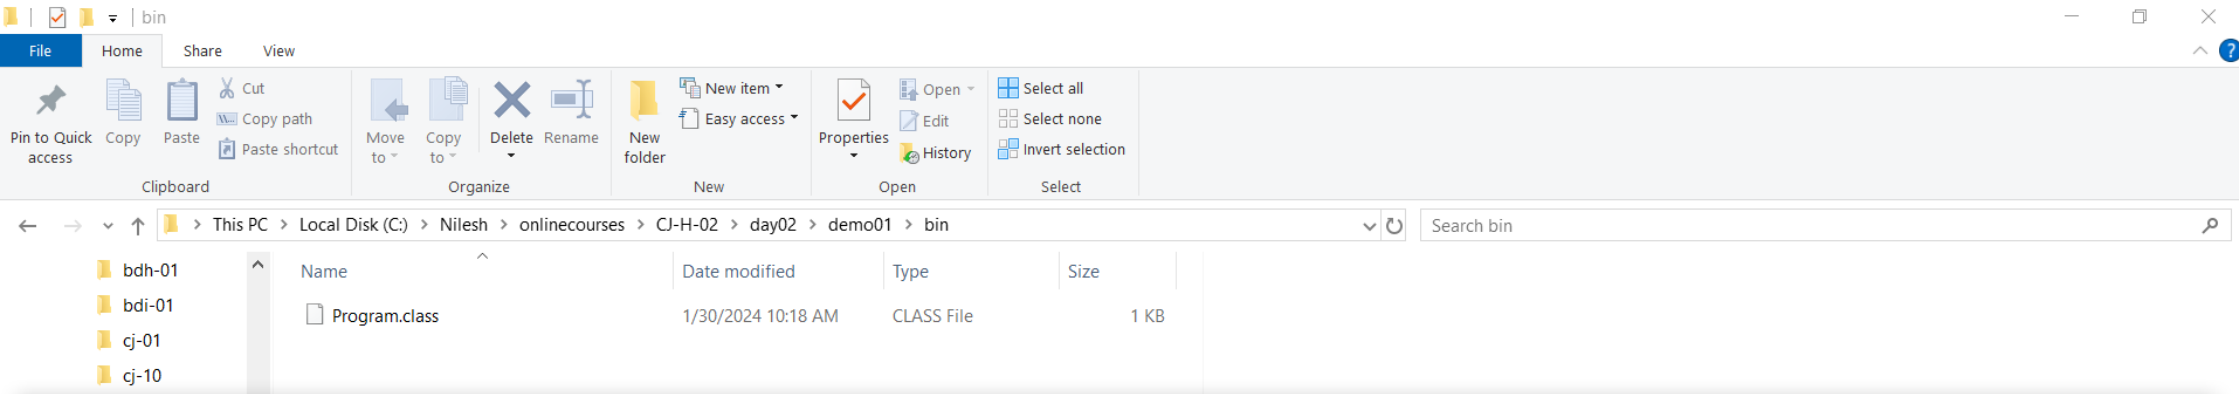 bin
File Home Share View
Pin to Quick access
Copy
Paste
Cut
Copy path
Paste shortcut
Clipboard
Move to
Copy to
Delete
Rename
Organize
New folder
New item
Easy access
New
Properties
Open
Edit
History
Open
Select all
Select none
Invert selection
Select
This PC > Local Disk (C:) > Nilesh > onlinecourses > CJ-H-02 > day02 > demo01 > bin
Search bin
bdh-01
bdi-01
cj-01
cj-10
Name Date modified Type Size
Program.class 1/30/2024 10:18 AM CLASS File 1 KB